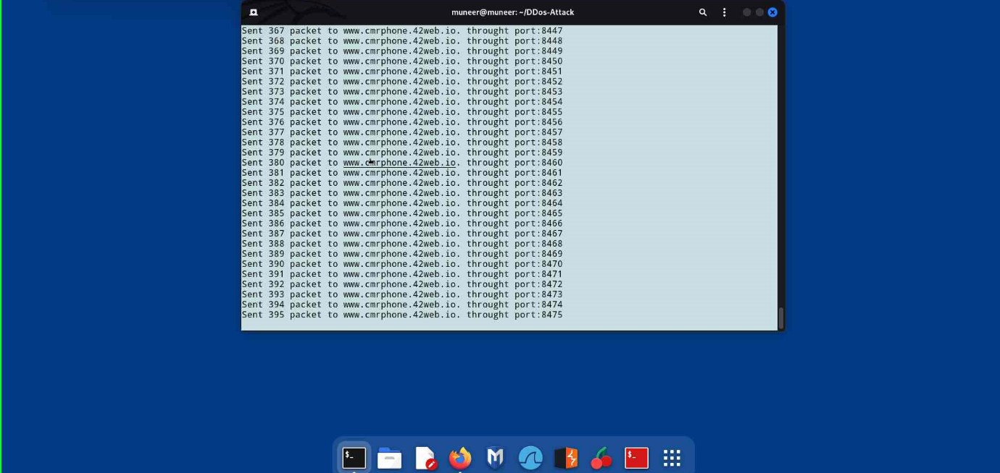 muneer@muneer: ~/DDos-Attack
Sent 367 packet to www.cmrphone.42web.io. throught port:8447
Sent 368 packet to www.cmrphone.42web.io. throught port:8448
Sent 369 packet to www.cmrphone.42web.io. throught port:8449
Sent 370 packet to www.cmrphone.42web.io. throught port:8450
Sent 371 packet to www.cmrphone.42web.io. throught port:8451
Sent 372 packet to www.cmrphone.42web.io. throught port:8452
Sent 373 packet to www.cmrphone.42web.io. throught port:8453
Sent 374 packet to www.cmrphone.42web.io. throught port:8454
Sent 375 packet to www.cmrphone.42web.io. throught port:8455
Sent 376 packet to www.cmrphone.42web.io. throught port:8456
Sent 377 packet to www.cmrphone.42web.io. throught port:8457
Sent 378 packet to www.cmrphone.42web.io. throught port:8458
Sent 379 packet to www.cmrphone.42web.io. throught port:8459
Sent 380 packet to www.cmrphone.42web.io. throught port:8460
Sent 381 packet to www.cmrphone.42web.io. throught port:8461
Sent 382 packet to www.cmrphone.42web.io. throught port:8462
Sent 383 packet to www.cmrphone.42web.io. throught port:8463
Sent 384 packet to www.cmrphone.42web.io. throught port:8464
Sent 385 packet to www.cmrphone.42web.io. throught port:8465
Sent 386 packet to www.cmrphone.42web.io. throught port:8466
Sent 387 packet to www.cmrphone.42web.io. throught port:8467
Sent 388 packet to www.cmrphone.42web.io. throught port:8468
Sent 389 packet to www.cmrphone.42web.io. throught port:8469
Sent 390 packet to www.cmrphone.42web.io. throught port:8470
Sent 391 packet to www.cmrphone.42web.io. throught port:8471
Sent 392 packet to www.cmrphone.42web.io. throught port:8472
Sent 393 packet to www.cmrphone.42web.io. throught port:8473
Sent 394 packet to www.cmrphone.42web.io. throught port:8474
Sent 395 packet to www.cmrphone.42web.io. throught port:8475
$_
M
$_